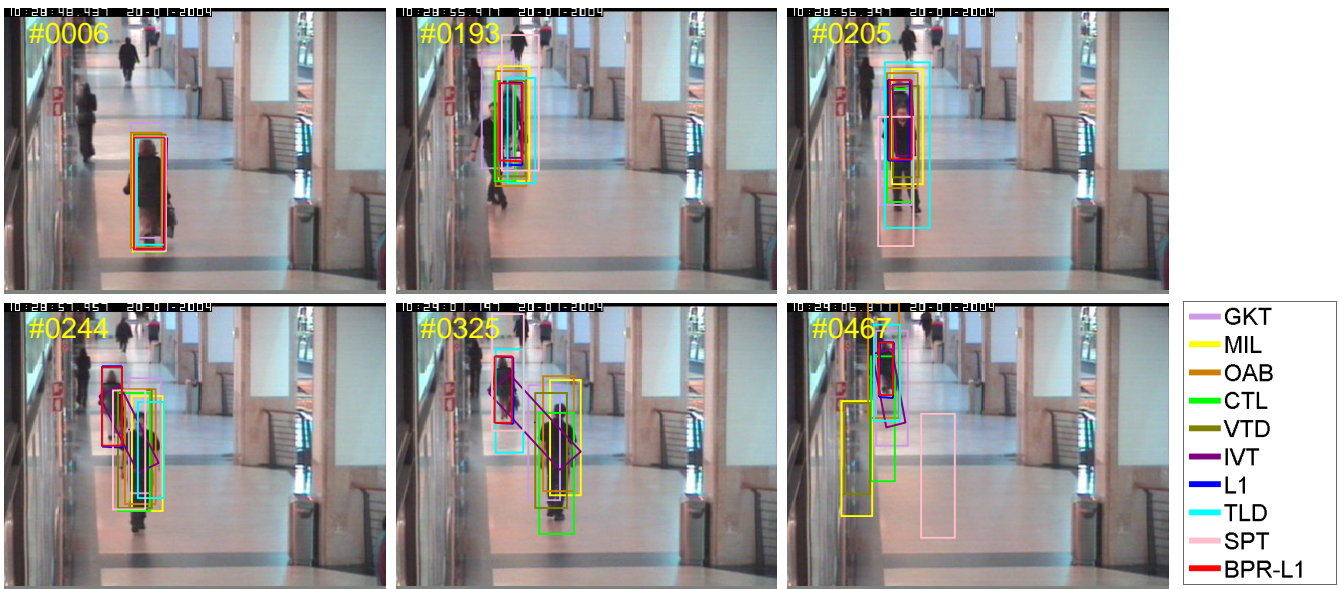 #0006
#0193
#0205
#0244
#0325
#0467
GKT
MIL
OAB
CTL
VTD
IVT
L1
TLD
SPT
BPR-L1